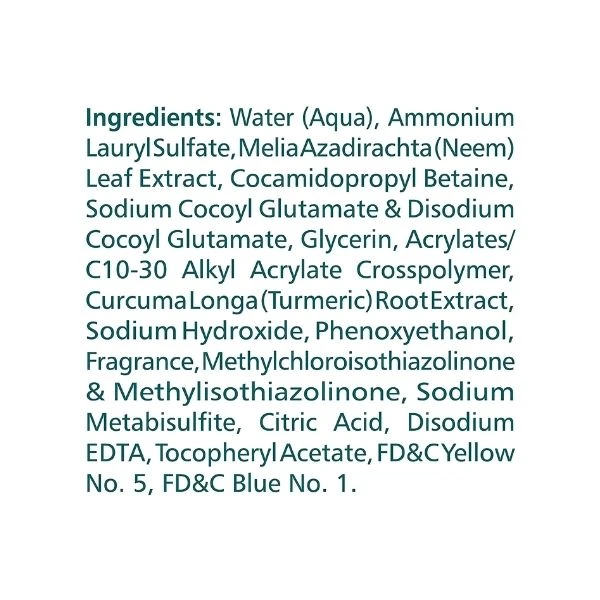 Ingredients: Water (Aqua), Ammonium
Lauryl Sulfate, Melia Azadirachta (Neem)
Leaf Extract, Cocamidopropyl Betaine,
Sodium Cocoyl Glutamate & Disodium
Cocoyl Glutamate, Glycerin, Acrylates/
C10-30 Alkyl Acrylate Crosspolymer,
Curcuma Longa (Turmeric) Root Extract,
Sodium Hydroxide, Phenoxyethanol,
Fragrance, Methylchloroisothiazolinone
& Methylisothiazolinone, Sodium
Metabisulfite, Citric Acid, Disodium
EDTA, Tocopheryl Acetate, FD&C Yellow
No. 5, FD&C Blue No. 1.